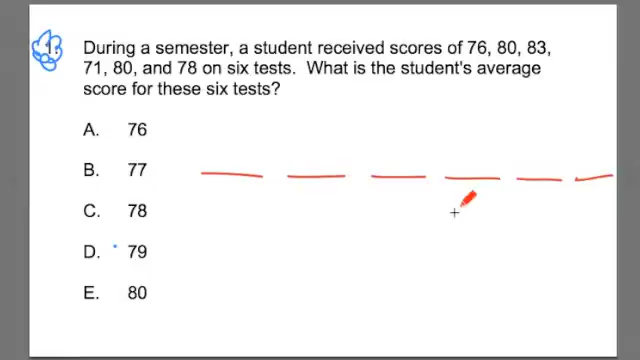 1. During a semester, a student received scores of 76, 80, 83,
71, 80, and 78 on six tests.  What is the student's average
score for these six tests?
A. 76
B. 77
C. 78
D. 79
E. 80